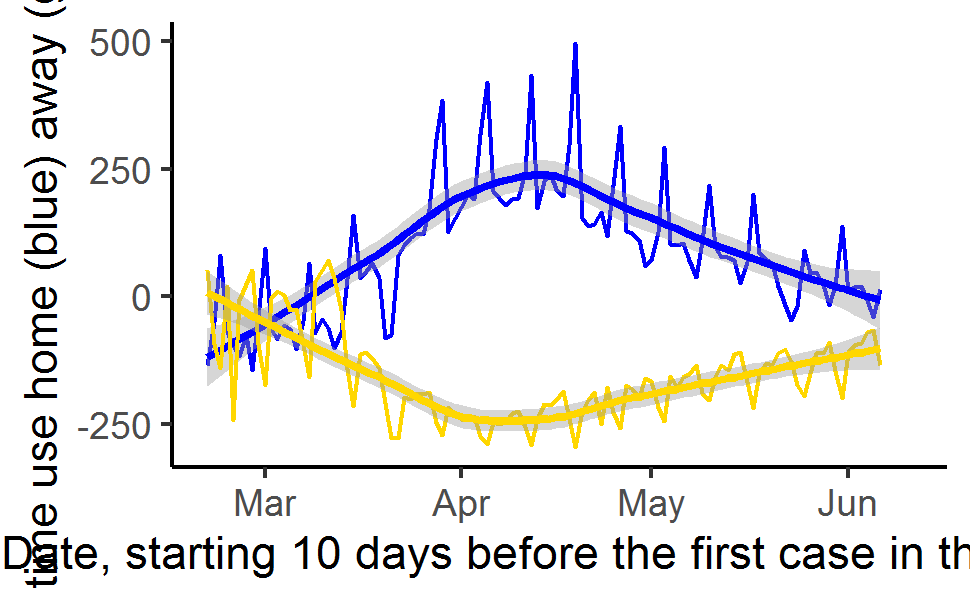 time use home (blue) away (
500
250
0
-250
Mar Apr May Jun
Date, starting 10 days before the first case in th